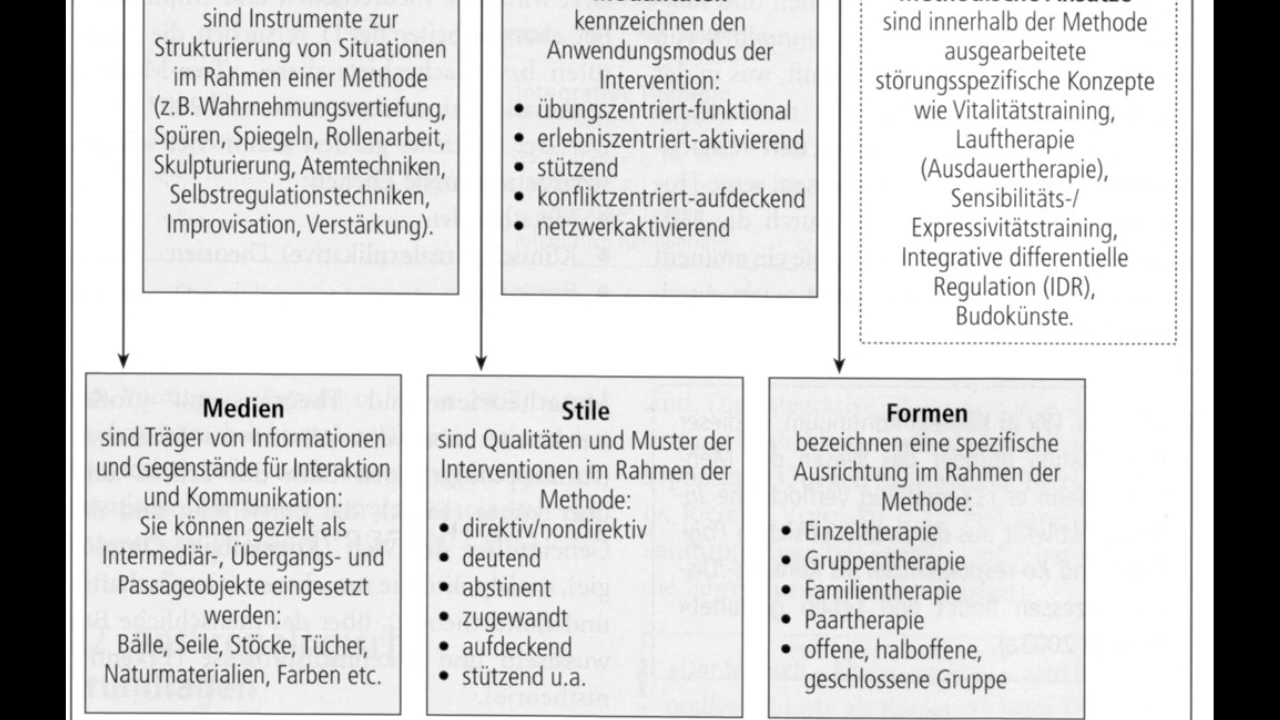 sind Instrumente zur
Strukturierung von Situationen
im Rahmen einer Methode
(z.B. Wahrnehmungsvertiefung,
Spüren, Spiegeln, Rollenarbeit,
Skulpturierung, Atemtechniken,
Selbstregulationstechniken,
Improvisation, Verstärkung).
kennzeichnen den
Anwendungsmodus der
Intervention:
• übungszentriert-funktional
• erlebniszentriert-aktivierend
• stützend
• konfliktzentriert-aufdeckend
• netzwerkaktivierend
Methodische Ansätze
sind innerhalb der Methode
ausgearbeitete
störungsspezifische Konzepte
wie Vitalitätstraining,
Lauftherapie
(Ausdauertherapie),
Sensibilitäts-/
Expressivitätstraining,
Integrative differentielle
Regulation (IDR),
Budokünste.
Medien
sind Träger von Informationen
und Gegenstände für Interaktion
und Kommunikation:
Sie können gezielt als
Intermediär-, Übergangs- und
Passageobjekte eingesetzt
werden:
Bälle, Seile, Stöcke, Tücher,
Naturmaterialien, Farben etc.
Stile
sind Qualitäten und Muster der
Interventionen im Rahmen der
Methode:
• direktiv/nondirektiv
• deutend
• abstinent
• zugewandt
• aufdeckend
• stützend u.a.
Formen
bezeichnen eine spezifische
Ausrichtung im Rahmen der
Methode:
• Einzeltherapie
• Gruppentherapie
• Familientherapie
• Paartherapie
• offene, halboffene,
geschlossene Gruppe